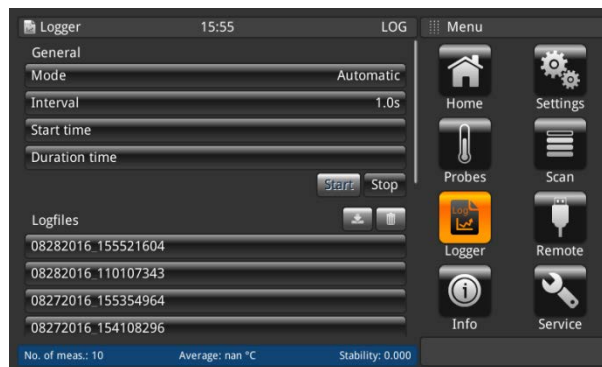 Logger 15:55 LOG
General
Mode Automatic
Interval 1.0s
Start time
Duration time
Start Stop
Logfiles
08282016_155521604
08282016_110107343
08272016_155354964
08272016_154108296
No. of meas.: 10 Average: nan °C Stability: 0.000
Menu
Home Settings
Probes Scan
Log
Logger Remote
Info Service